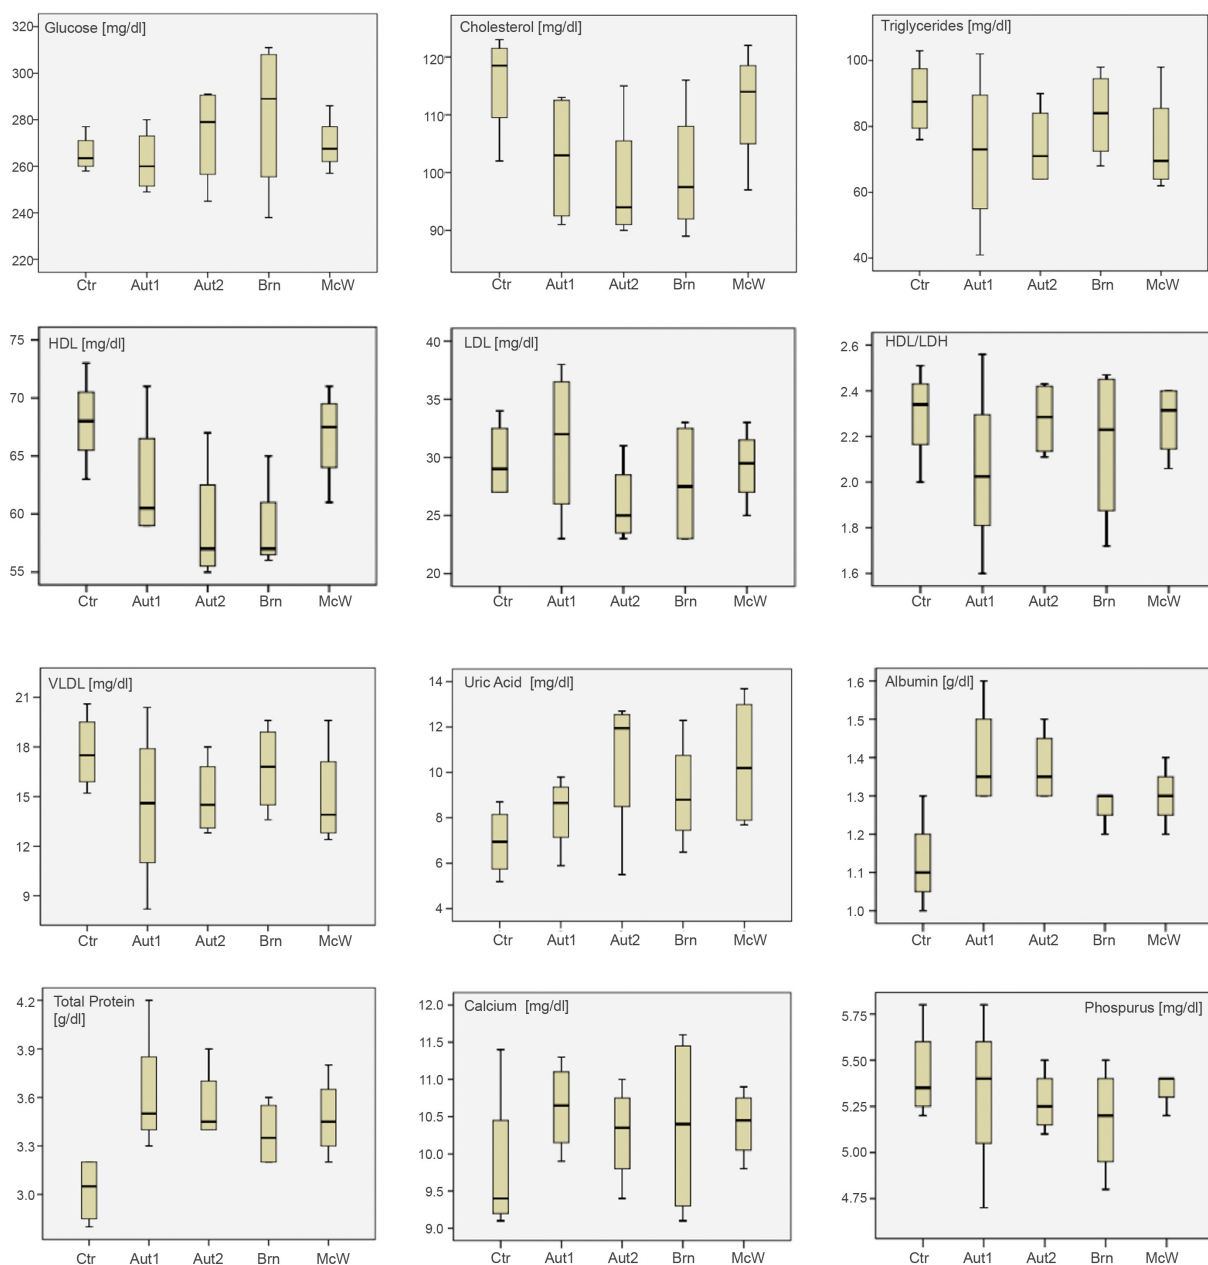 Glucose [mg/dl]
320
300
280
260
240
220
Ctr Aut1 Aut2 Brn McW
Cholesterol [mg/dl]
120
110
100
90
Ctr Aut1 Aut2 Brn McW
Triglycerides [mg/dl]
100
80
60
40
Ctr Aut1 Aut2 Brn McW
HDL [mg/dl]
75
70
65
60
55
Ctr Aut1 Aut2 Brn McW
LDL [mg/dl]
40
35
30
25
20
Ctr Aut1 Aut2 Brn McW
HDL/LDH
2.6
2.4
2.2
2.0
1.8
1.6
Ctr Aut1 Aut2 Brn McW
VLDL [mg/dl]
21
18
15
12
9
Ctr Aut1 Aut2 Brn McW
Uric Acid [mg/dl]
14
12
10
8
6
4
Ctr Aut1 Aut2 Brn McW
Albumin [g/dl]
1.6
1.5
1.4
1.3
1.2
1.1
1.0
Ctr Aut1 Aut2 Brn McW
Total Protein
[g/dl]
4.2
3.9
3.6
3.3
3.0
Ctr Aut1 Aut2 Brn McW
Calcium [mg/dl]
12.0
11.5
11.0
10.5
10.0
9.5
9.0
Ctr Aut1 Aut2 Brn McW
Phospurus [mg/dl]
5.75
5.50
5.25
5.00
4.75
Ctr Aut1 Aut2 Brn McW